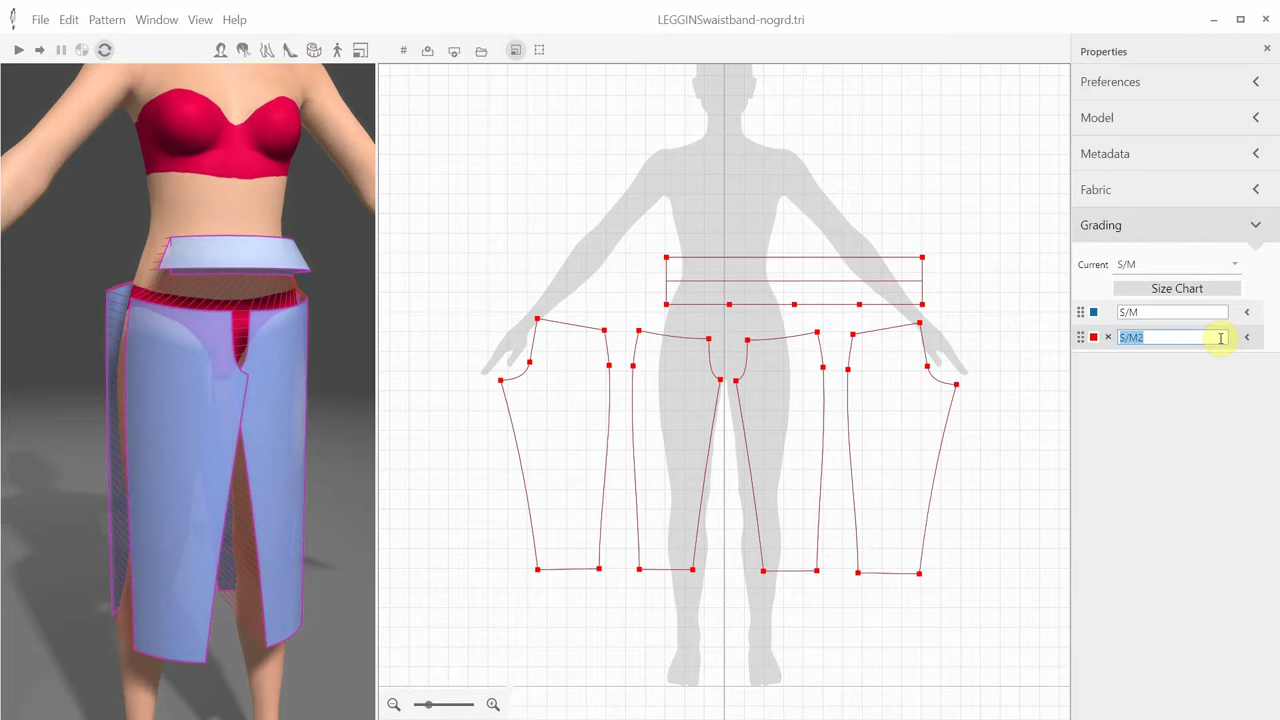 File Edit Pattern Window View Help
LEGGINSwaistband-nogrd.tri
Properties
Preferences
Model
Metadata
Fabric
Grading
Current S/M
Size Chart
S/M
S/M2